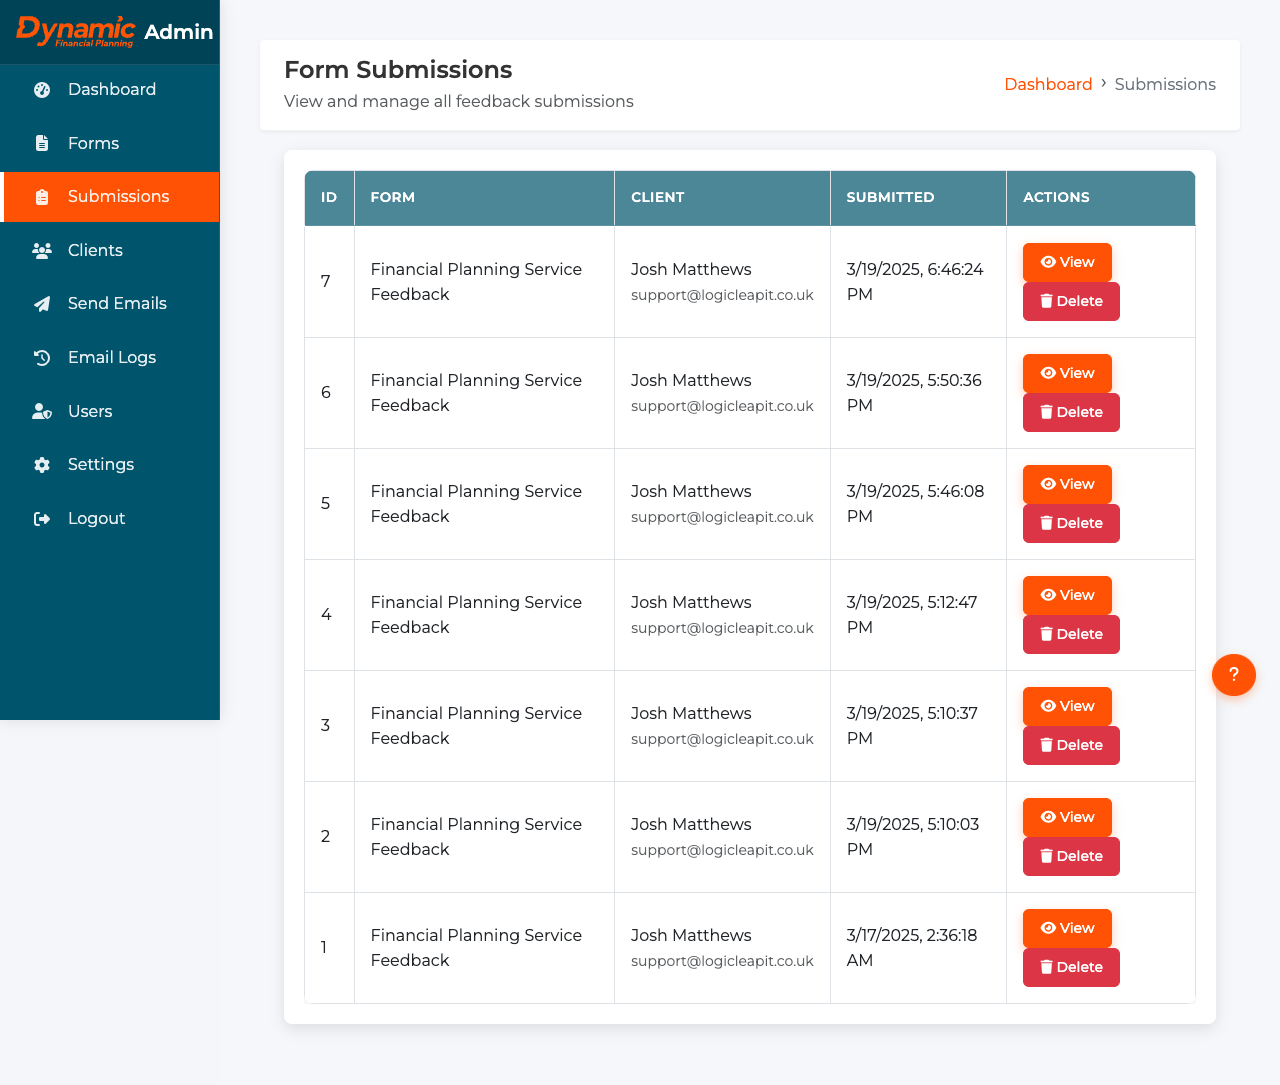 Dynamic Admin
Financial Planning
Dashboard
Forms
Submissions
Clients
Send Emails
Email Logs
Users
Settings
Logout
Form Submissions
View and manage all feedback submissions
Dashboard › Submissions
ID FORM CLIENT SUBMITTED ACTIONS
7
Financial Planning Service
Feedback
Josh Matthews
support@logicleapit.co.uk
3/19/2025, 6:46:24
PM
View
Delete
6
Financial Planning Service
Feedback
Josh Matthews
support@logicleapit.co.uk
3/19/2025, 5:50:36
PM
View
Delete
5
Financial Planning Service
Feedback
Josh Matthews
support@logicleapit.co.uk
3/19/2025, 5:46:08
PM
View
Delete
4
Financial Planning Service
Feedback
Josh Matthews
support@logicleapit.co.uk
3/19/2025, 5:12:47
PM
View
Delete
3
Financial Planning Service
Feedback
Josh Matthews
support@logicleapit.co.uk
3/19/2025, 5:10:37
PM
View
Delete
2
Financial Planning Service
Feedback
Josh Matthews
support@logicleapit.co.uk
3/19/2025, 5:10:03
PM
View
Delete
1
Financial Planning Service
Feedback
Josh Matthews
support@logicleapit.co.uk
3/17/2025, 2:36:18
AM
View
Delete
?